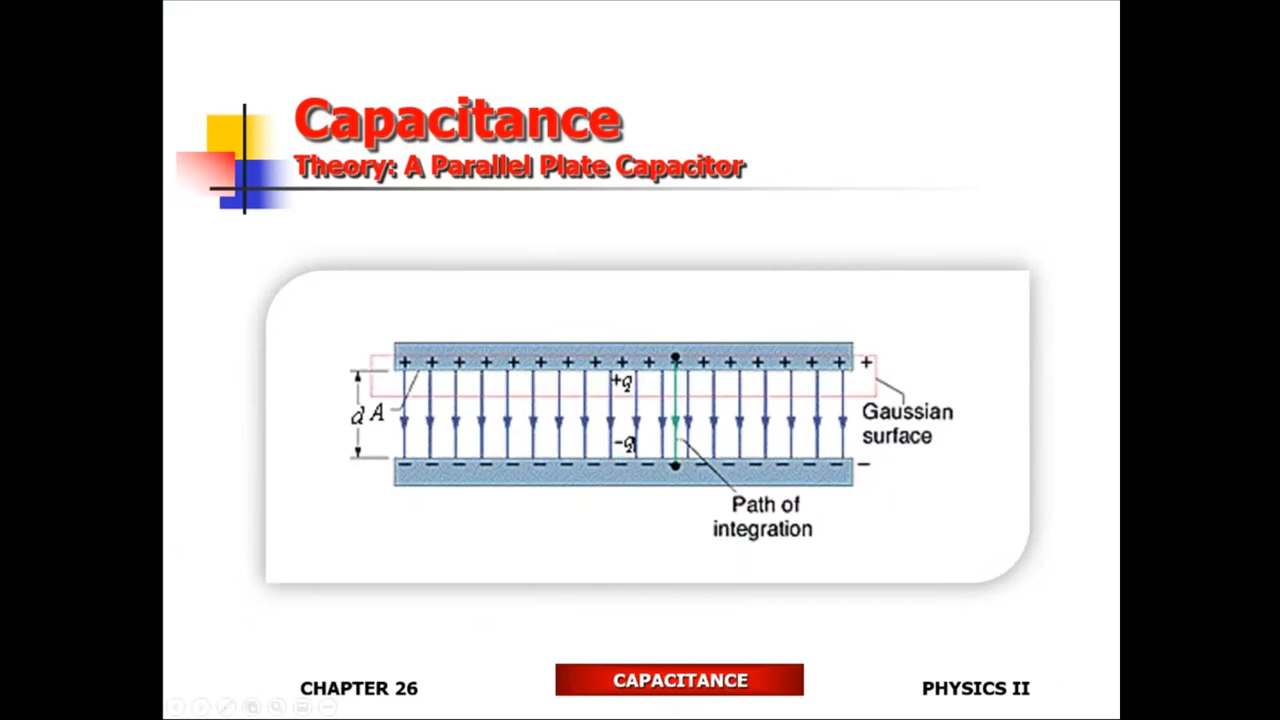 Capacitance
Theory: A Parallel Plate Capacitor
+ + + + + + + + + + + + + + + + + +
+q
d A
Gaussian
surface
-q
− − − − − − − − − − − − − − − − − −
Path of
integration
CHAPTER 26
CAPACITANCE
PHYSICS II